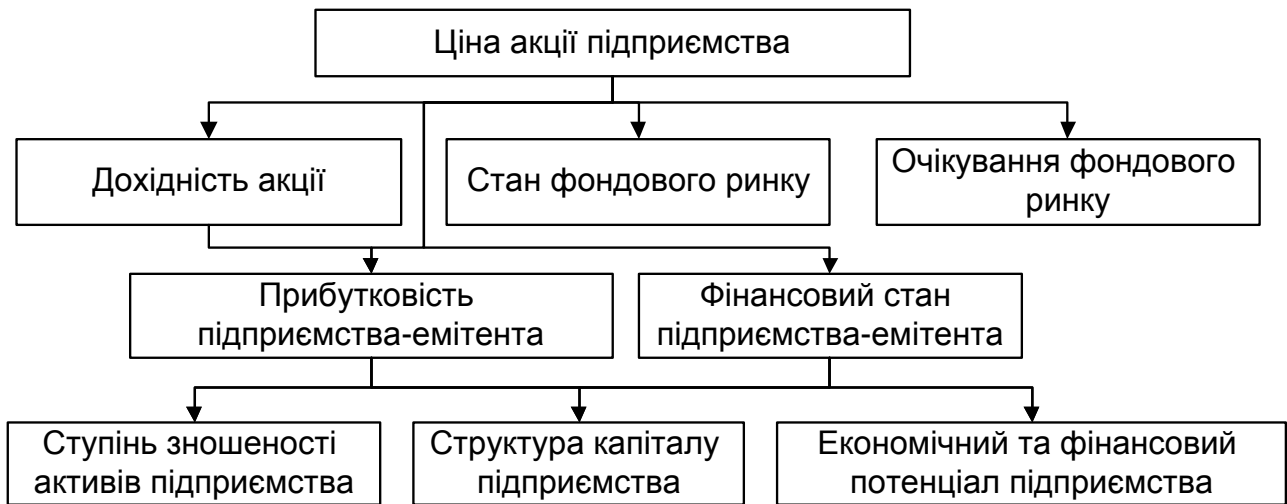 Ціна акції підприємства
Дохідність акції
Стан фондового ринку
Очікування фондового
ринку
Прибутковість
підприємства-емітента
Фінансовий стан
підприємства-емітента
Ступінь зношеності
активів підприємства
Структура капіталу
підприємства
Економічний та фінансовий
потенціал підприємства